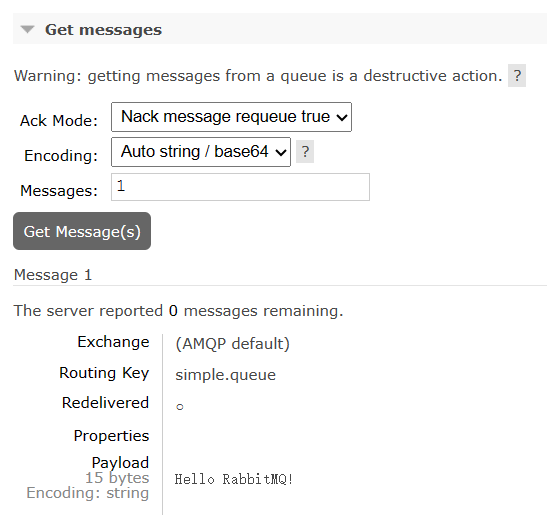 Get messages
Warning: getting messages from a queue is a destructive action. ?
Ack Mode: Nack message requeue true
Encoding: Auto string / base64 ?
Messages: 1
Get Message(s)
Message 1
The server reported 0 messages remaining.
Exchange (AMQP default)
Routing Key simple.queue
Redelivered ○
Properties
Payload
15 bytes Hello RabbitMQ!
Encoding: string